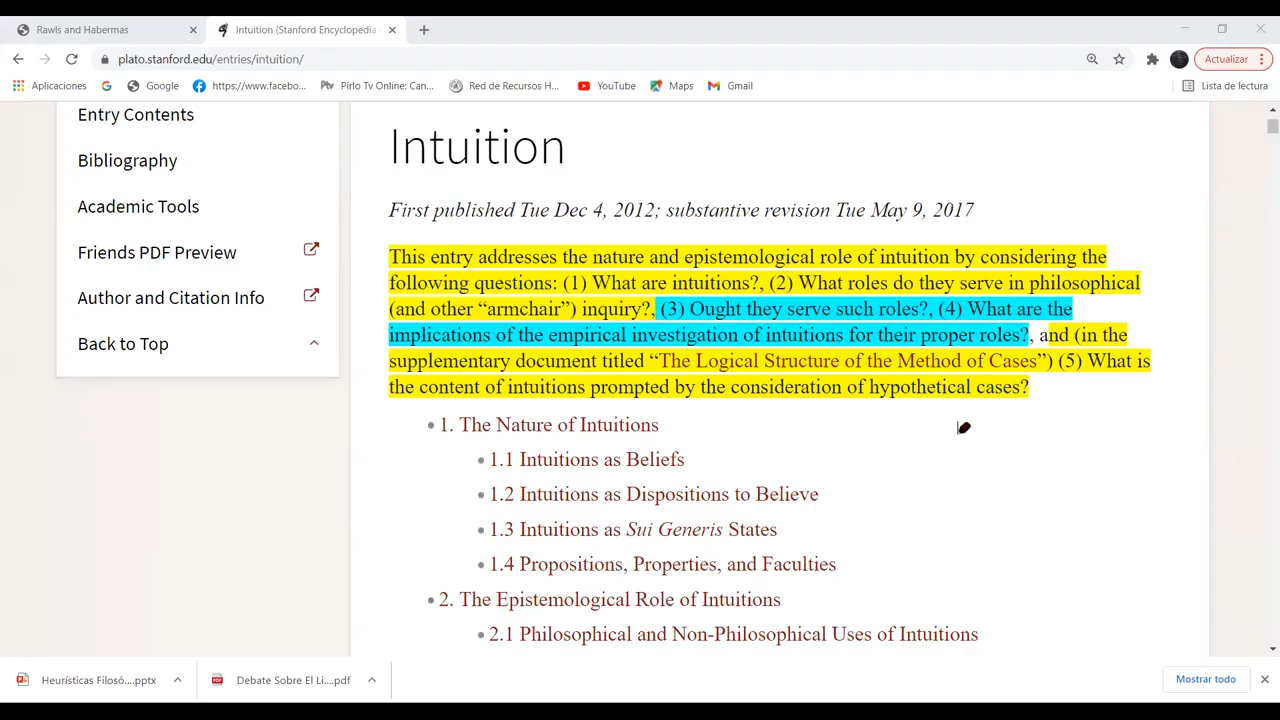 Rawls and Habermas
Intuition (Stanford Encyclopedia
plato.stanford.edu/entries/intuition/
Actualizar
Aplicaciones
Google
https://www.facebo...
Pirlo Tv Online: Can...
Red de Recursos H...
YouTube
Maps
Gmail
Lista de lectura
Entry Contents
Bibliography
Academic Tools
Friends PDF Preview
Author and Citation Info
Back to Top
Intuition
First published Tue Dec 4, 2012; substantive revision Tue May 9, 2017
This entry addresses the nature and epistemological role of intuition by considering the
following questions: (1) What are intuitions?, (2) What roles do they serve in philosophical
(and other “armchair”) inquiry?, (3) Ought they serve such roles?, (4) What are the
implications of the empirical investigation of intuitions for their proper roles?, and (in the
supplementary document titled “The Logical Structure of the Method of Cases”) (5) What is
the content of intuitions prompted by the consideration of hypothetical cases?
1. The Nature of Intuitions
1.1 Intuitions as Beliefs
1.2 Intuitions as Dispositions to Believe
1.3 Intuitions as Sui Generis States
1.4 Propositions, Properties, and Faculties
2. The Epistemological Role of Intuitions
2.1 Philosophical and Non-Philosophical Uses of Intuitions
Heurísticas Filosó....pptx
Debate Sobre El Li....pdf
Mostrar todo